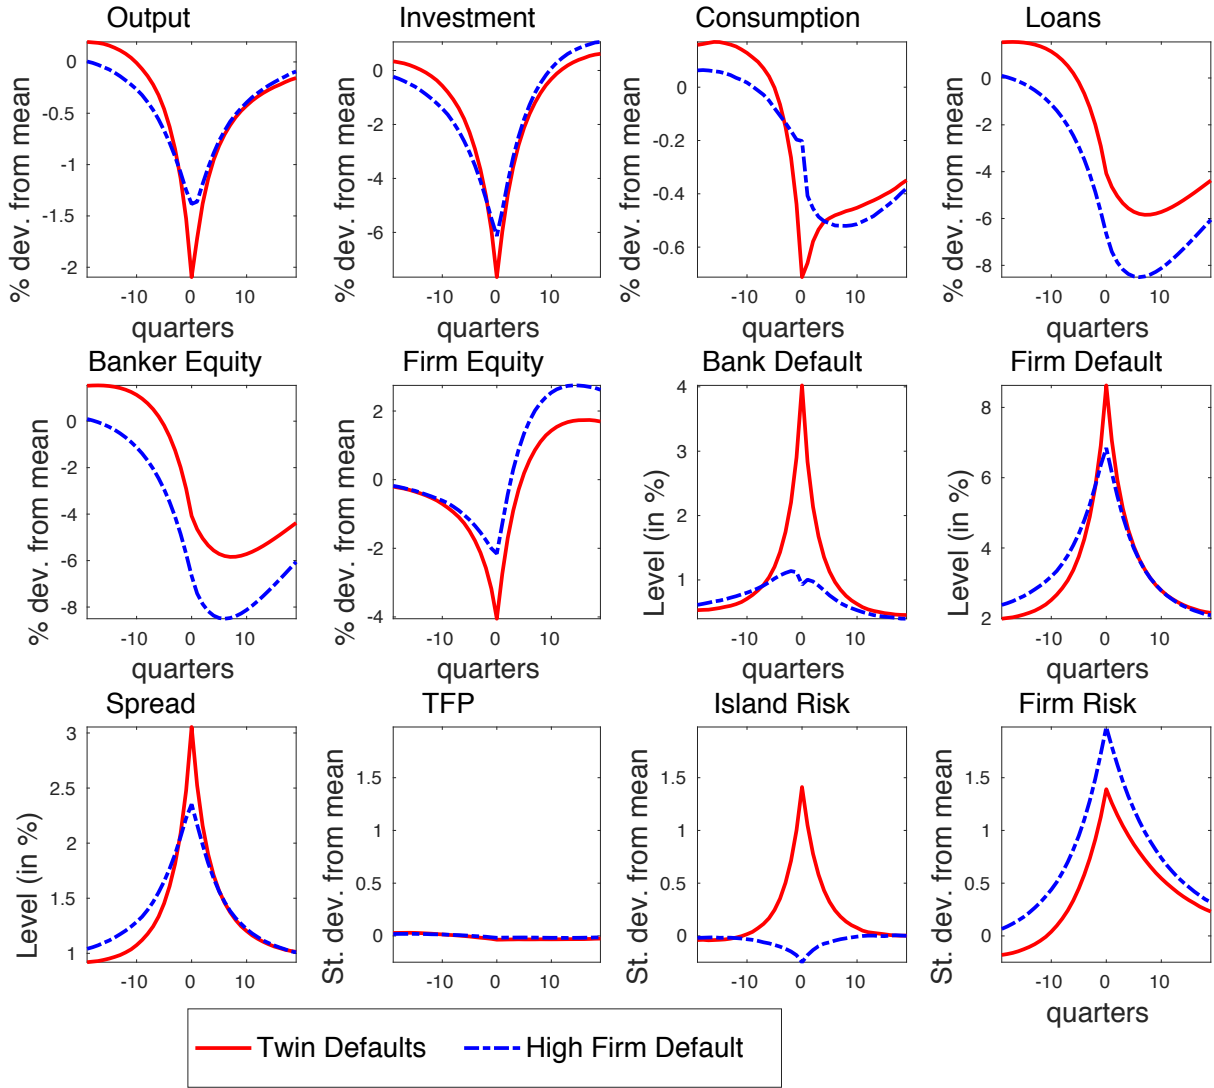 Output Investment Consumption Loans
% dev. from mean
0
-0.5
-1
-1.5
-2
-10 0 10
quarters
% dev. from mean
0
-2
-4
-6
-10 0 10
quarters
% dev. from mean
0
-0.2
-0.4
-0.6
-10 0 10
quarters
% dev. from mean
0
-2
-4
-6
-8
-10 0 10
quarters
Banker Equity Firm Equity Bank Default Firm Default
% dev. from mean
0
-2
-4
-6
-8
-10 0 10
quarters
% dev. from mean
2
0
-2
-4
-10 0 10
quarters
Level (in %)
4
3
2
1
-10 0 10
quarters
Level (in %)
8
6
4
2
-10 0 10
quarters
Spread TFP Island Risk Firm Risk
Level (in %)
3
2.5
2
1.5
1
-10 0 10
St. dev. from mean
1.5
1
0.5
0
-10 0 10
St. dev. from mean
1.5
1
0.5
0
-10 0 10
St. dev. from mean
1.5
1
0.5
0
-10 0 10
quarters
Twin Defaults High Firm Default